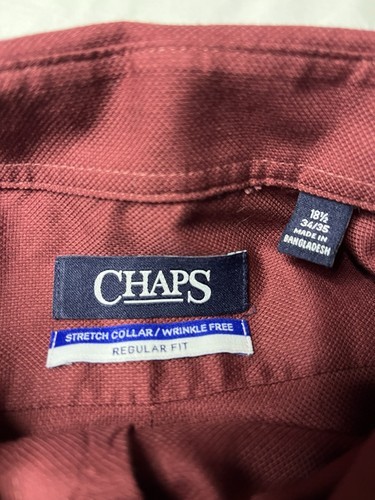 18½
34/35
MADE IN
BANGLADESH
CHAPS
STRETCH COLLAR / WRINKLE FREE
REGULAR FIT